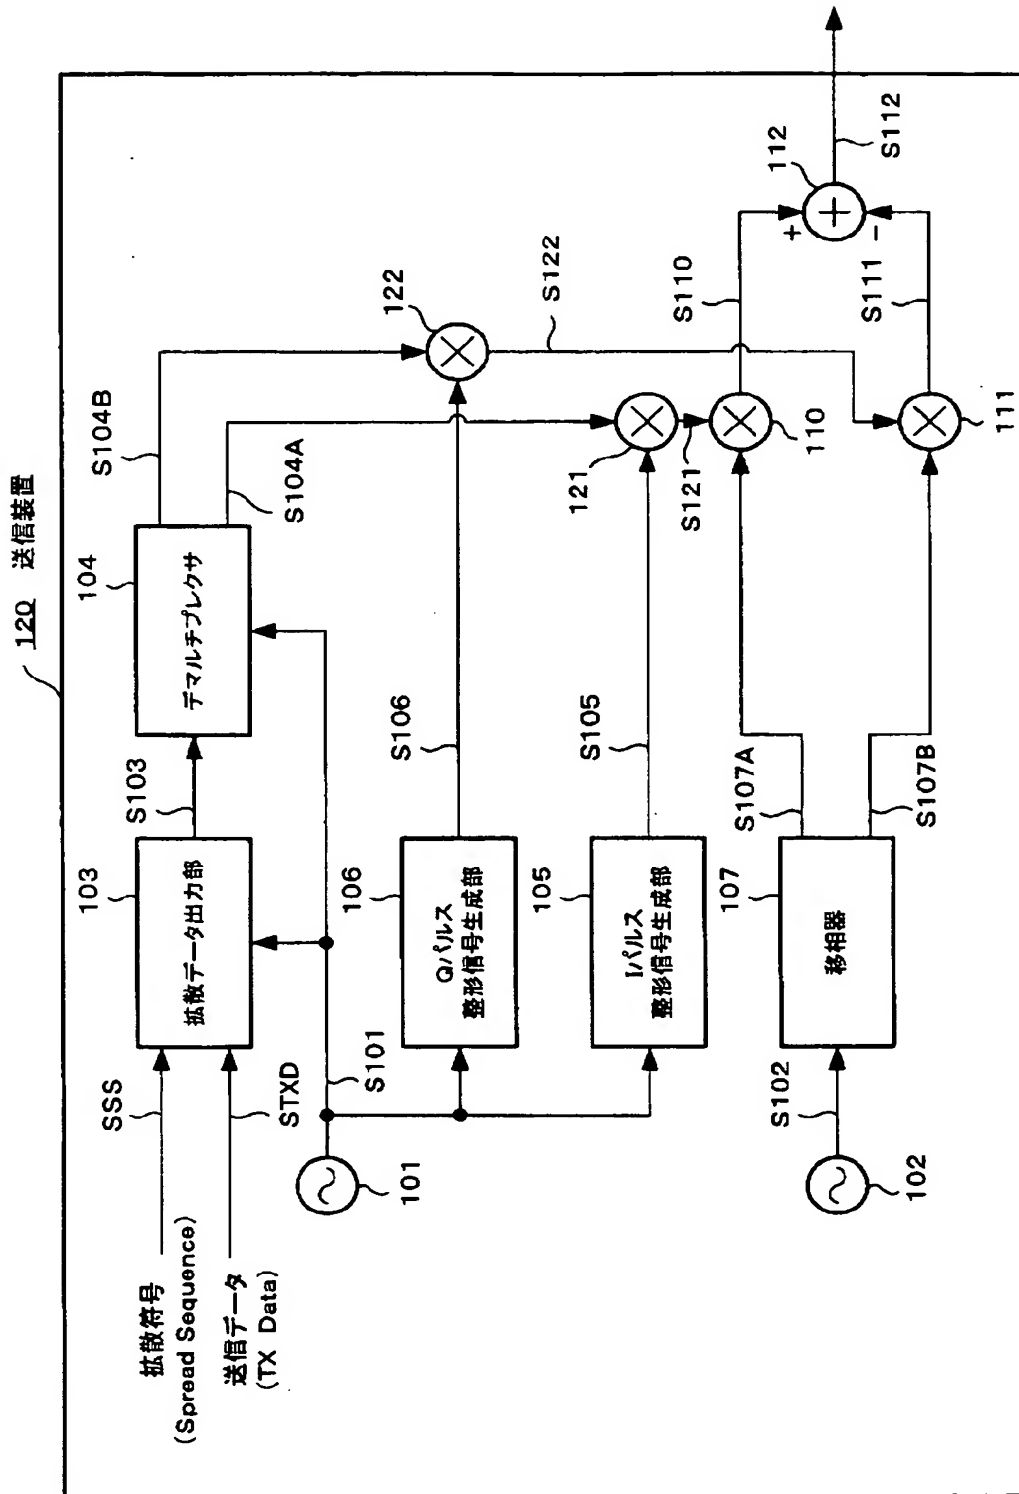 120 送信装置
拡散符号
(Spread Sequence)
送信データ
(TX Data)
SSS
STXD
103
拡散データ出力部
S103
104
デマルチプレクサ
S104B
S104A
101
S101
106
Qパルス
整形信号生成部
S106
122
S122
105
Iパルス
整形信号生成部
S105
121
S121
102
S102
107
移相器
S107A
S107B
110
S110
111
S111
112
+
-
S112